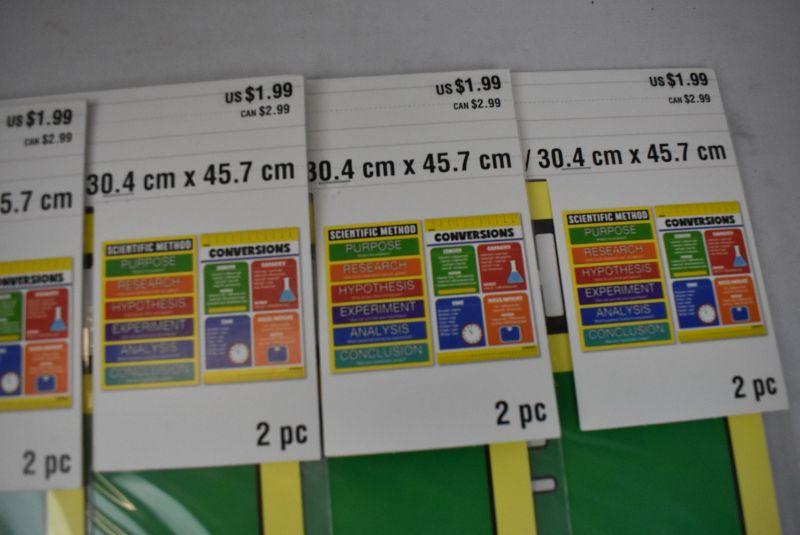 US $1.99
CAN $2.99
5.7 cm
CONVERSIONS
2 pc
US $1.99
CAN $2.99
30.4 cm x 45.7 cm
SCIENTIFIC METHOD
PURPOSE
RESEARCH
HYPOTHESIS
EXPERIMENT
ANALYSIS
CONCLUSION
CONVERSIONS
2 pc
US $1.99
CAN $2.99
30.4 cm x 45.7 cm
SCIENTIFIC METHOD
PURPOSE
RESEARCH
HYPOTHESIS
EXPERIMENT
ANALYSIS
CONCLUSION
CONVERSIONS
2 pc
US $1.99
CAN $2.99
/ 30.4 cm x 45.7 cm
SCIENTIFIC METHOD
PURPOSE
RESEARCH
HYPOTHESIS
EXPERIMENT
ANALYSIS
CONCLUSION
CONVERSIONS
2 pc